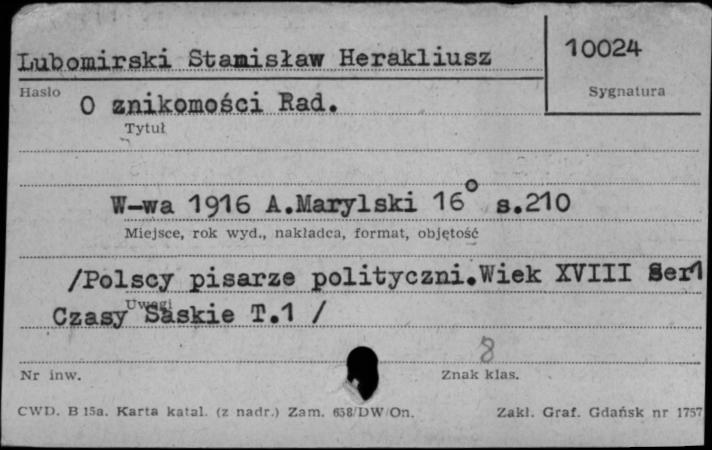 Lubomirski Stanisław Herakliusz
10024
Hasło
Sygnatura
O znikomości Rad.
Tytuł
W-wa 1916 A.Marylski 16° s.210
Miejsce, rok wyd., nakładca, format, objętość
/Polscy pisarze polityczni.Wiek XVIII Ser1
Uwagi
Czasy Saskie T.1 /
8
Nr inw.
Znak klas.
CWD. B 15a. Karta katal. (z nadr.) Zam. 658/DW/On.
Zakł. Graf. Gdańsk nr 1757